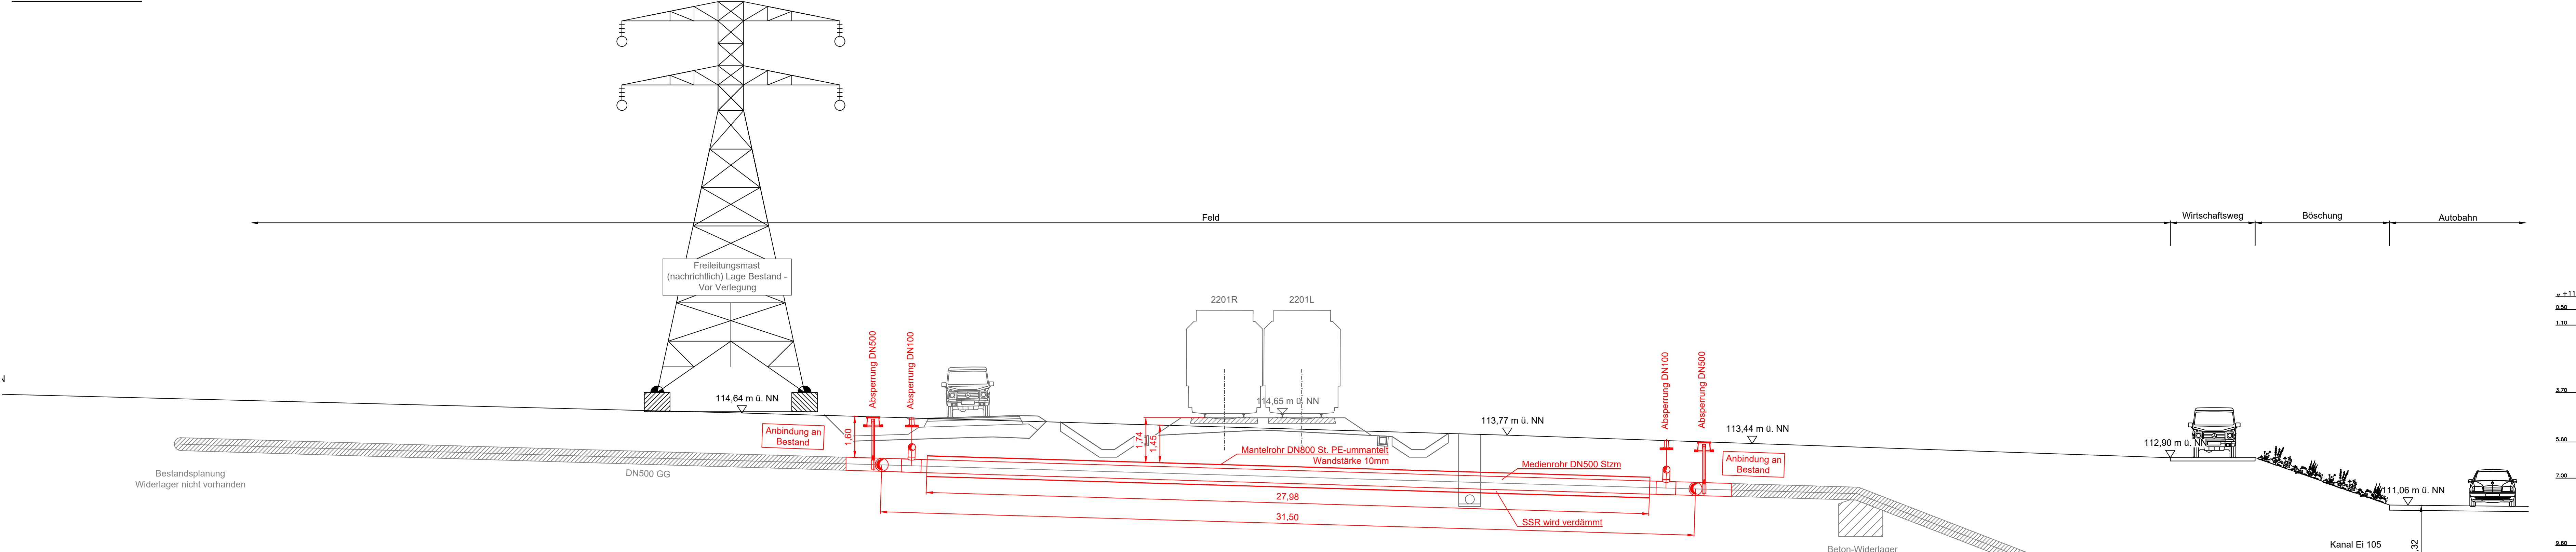 Feld
Wirtschaftsweg
Böschung
Autobahn
Freileitungsmast
(nachrichtlich) Lage Bestand -
Vor Verlegung
2201R
2201L
+11
0.50
1.10
3.70
5.60
7.00
9.60
Absperrung DN500
Absperrung DN100
Absperrung DN100
Absperrung DN500
114,64 m ü. NN
114,65 m ü. NN
113,77 m ü. NN
113,44 m ü. NN
112,90 m ü. NN
111,06 m ü. NN
Anbindung an
Bestand
1,60
1,74
1,45
Mantelrohr DN800 St. PE-ummantelt
Wandstärke 10mm
Medienrohr DN500 Stzm
Anbindung an
Bestand
Bestandsplanung
Widerlager nicht vorhanden
DN500 GG
27,98
31,50
SSR wird verdämmt
Beton-Widerlager
Kanal Ei 105
,32